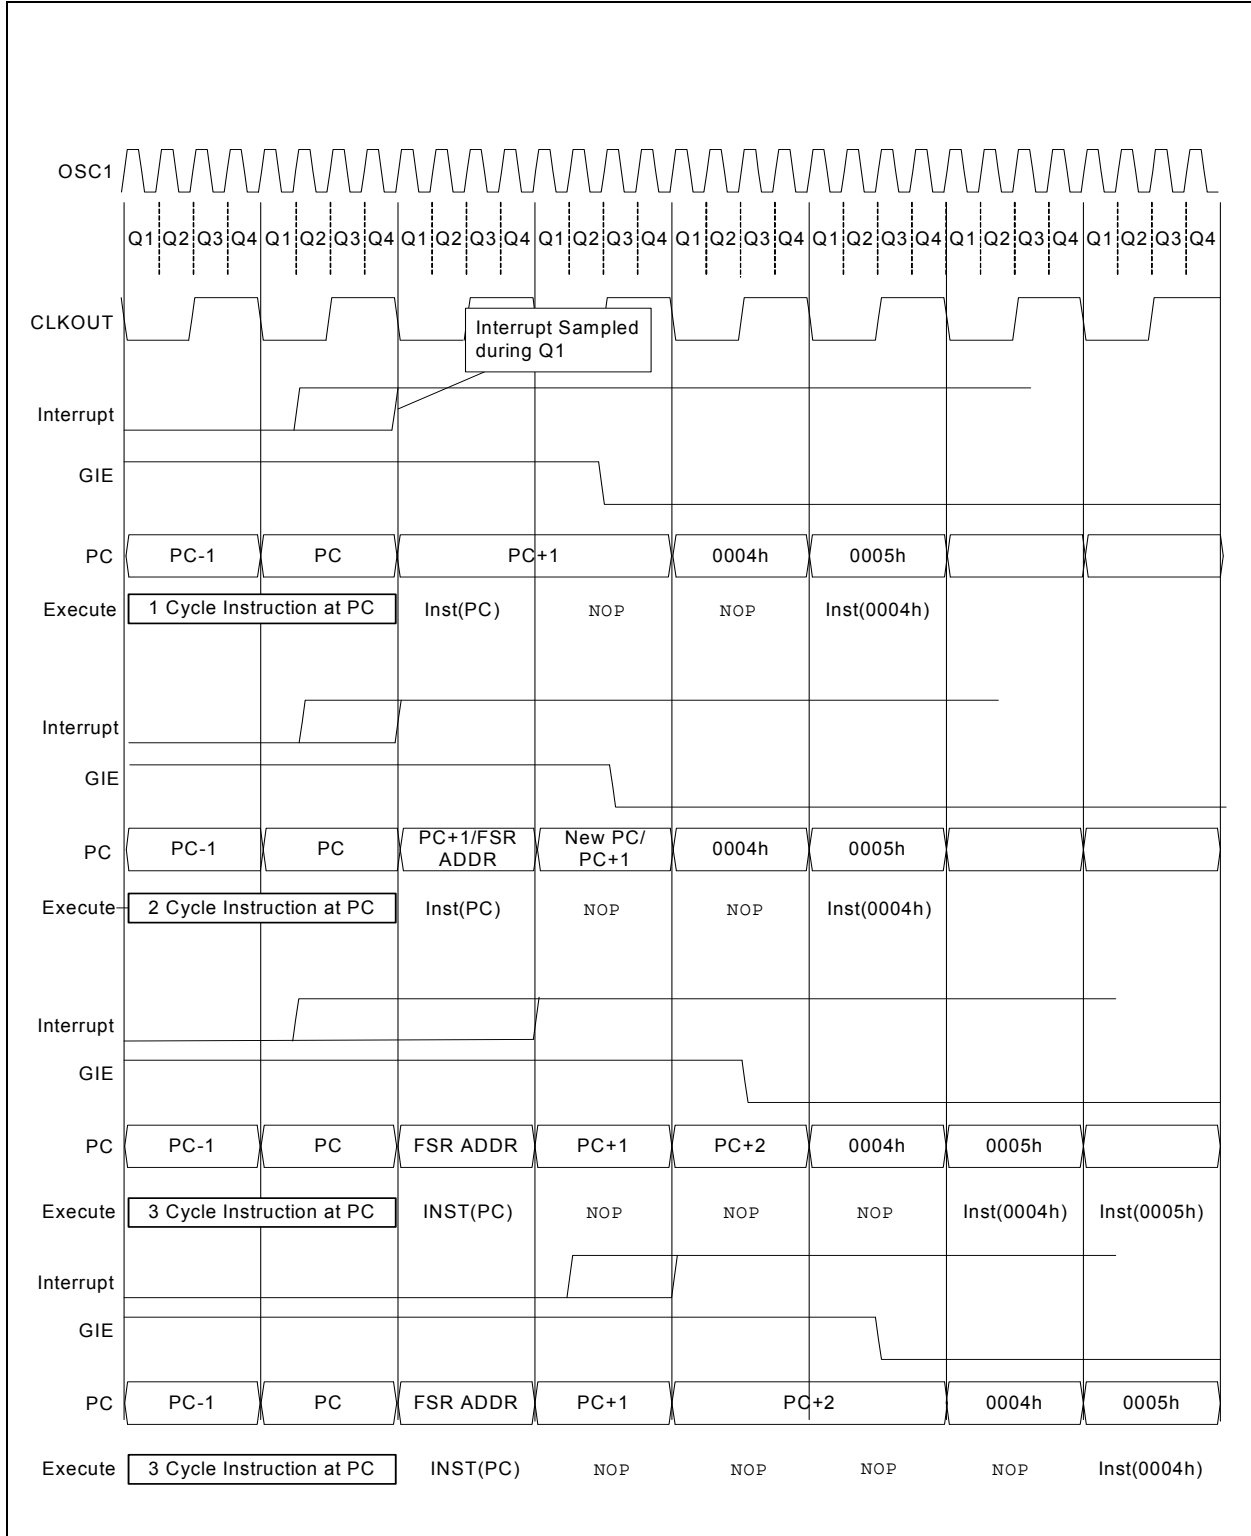 OSC1
Q1 Q2 Q3 Q4 Q1 Q2 Q3 Q4 Q1 Q2 Q3 Q4 Q1 Q2 Q3 Q4 Q1 Q2 Q3 Q4 Q1 Q2 Q3 Q4 Q1 Q2 Q3 Q4 Q1 Q2 Q3 Q4
CLKOUT
Interrupt Sampled
during Q1
Interrupt
GIE
PC PC-1 PC PC+1 0004h 0005h
Execute 1 Cycle Instruction at PC Inst(PC) NOP NOP Inst(0004h)
Interrupt
GIE
PC PC-1 PC PC+1/FSR ADDR New PC/ PC+1 0004h 0005h
Execute 2 Cycle Instruction at PC Inst(PC) NOP NOP Inst(0004h)
Interrupt
GIE
PC PC-1 PC FSR ADDR PC+1 PC+2 0004h 0005h
Execute 3 Cycle Instruction at PC INST(PC) NOP NOP NOP Inst(0004h) Inst(0005h)
Interrupt
GIE
PC PC-1 PC FSR ADDR PC+1 PC+2 0004h 0005h
Execute 3 Cycle Instruction at PC INST(PC) NOP NOP NOP NOP Inst(0004h)